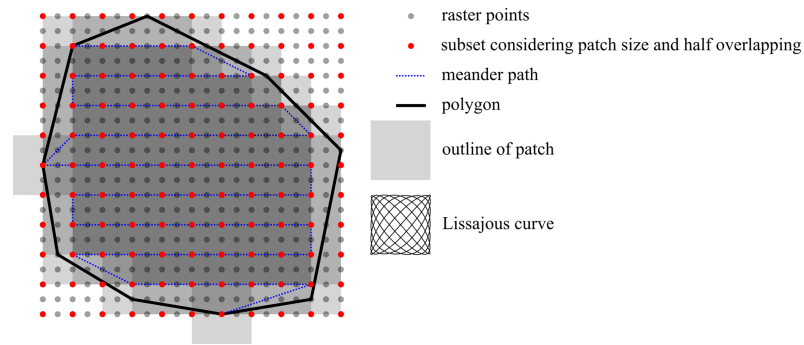 raster points
subset considering patch size and half overlapping
meander path
polygon
outline of patch
Lissajous curve